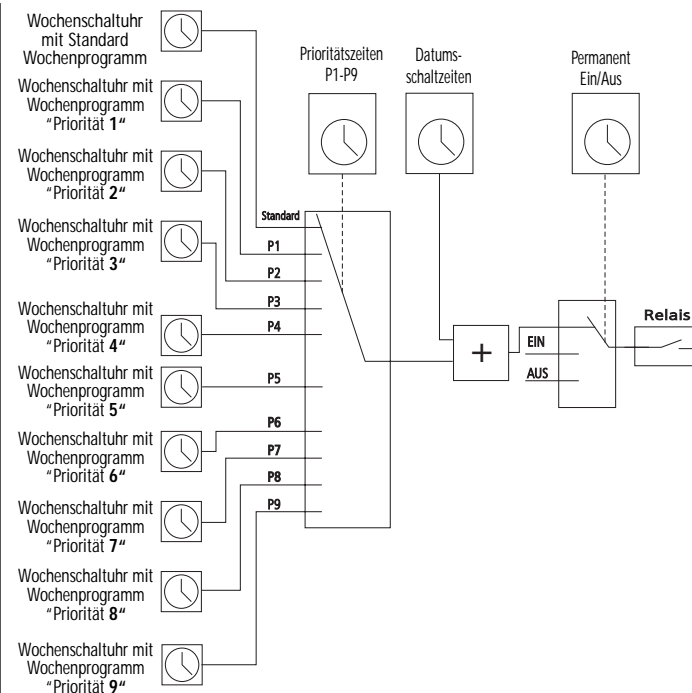 Wochenschaltuhr
mit Standard
Wochenprogramm
Wochenschaltuhr mit
Wochenprogramm
“Priorität 1“
Wochenschaltuhr mit
Wochenprogramm
“Priorität 2“
Wochenschaltuhr mit
Wochenprogramm
“Priorität 3“
Wochenschaltuhr mit
Wochenprogramm
“Priorität 4“
Wochenschaltuhr mit
Wochenprogramm
“Priorität 5“
Wochenschaltuhr mit
Wochenprogramm
“Priorität 6“
Wochenschaltuhr mit
Wochenprogramm
“Priorität 7“
Wochenschaltuhr mit
Wochenprogramm
“Priorität 8“
Wochenschaltuhr mit
Wochenprogramm
“Priorität 9“
Prioritätszeiten
P1-P9
Datums-
schaltzeiten
Permanent
Ein/Aus
Standard
P1
P2
P3
P4
P5
P6
P7
P8
P9
+
EIN
AUS
Relais